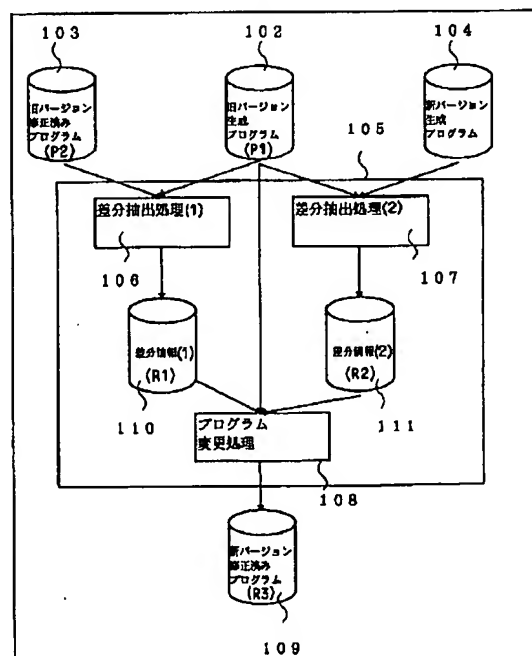 103
102
104
旧バージョン
修正済み
プログラム
(P2)
旧バージョン
生成
プログラム
(P1)
新バージョン
生成
プログラム
105
差分抽出処理(1)
差分抽出処理(2)
106
107
差分情報(1)
(R1)
差分情報(2)
(R2)
110
111
プログラム
変更処理
108
新バージョン
修正済み
プログラム
(R3)
109